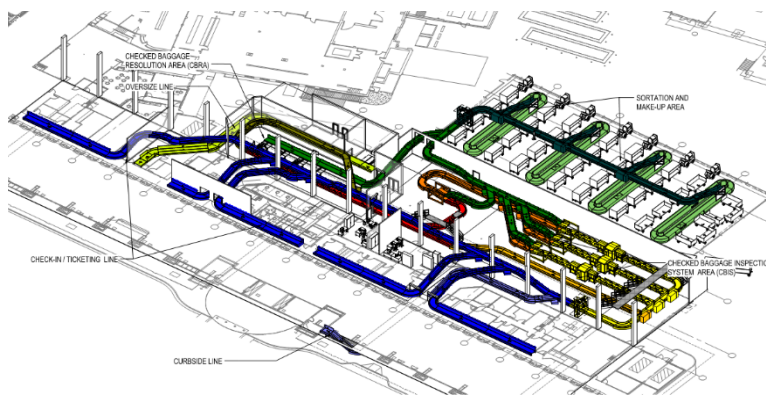 CHECKED BAGGAGE
RESOLUTION AREA (CBRA)
OVERSIZE LINE
SORTATION AND
MAKE-UP AREA
CHECK-IN / TICKETING LINE
CHECKED BAGGAGE INSPECTION
SYSTEM AREA (CBIS)
CURBSIDE LINE